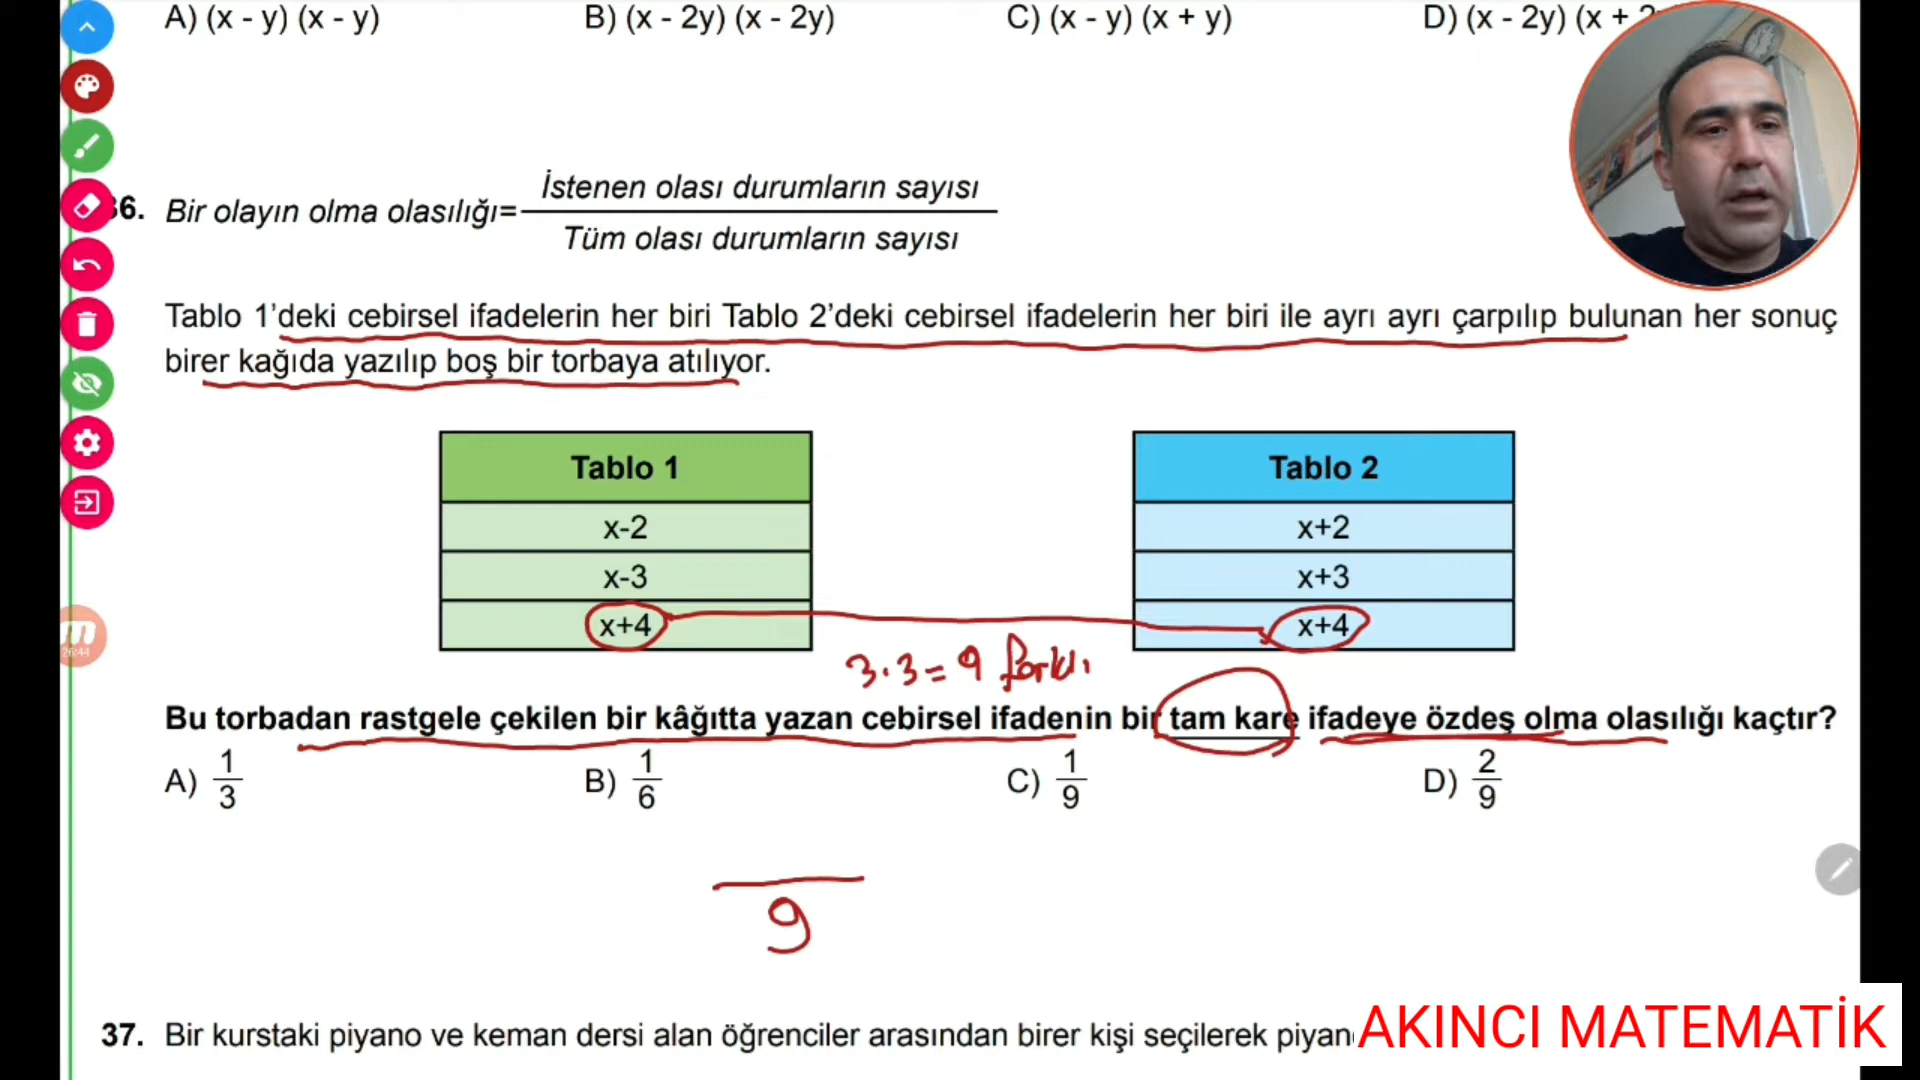 A) (x - y) (x - y) B) (x - 2y) (x - 2y) C) (x - y) (x + y) D) (x - 2y) (x +
36. Bir olayın olma olasılığı= İstenen olası durumların sayısı
Tüm olası durumların sayısı
Tablo 1'deki cebirsel ifadelerin her biri Tablo 2'deki cebirsel ifadelerin her biri ile ayrı ayrı çarpılıp bulunan her sonuç
birer kağıda yazılıp boş bir torbaya atılıyor.
Tablo 1 Tablo 2
x-2 x+2
x-3 x+3
x+4 x+4
26:44
3.3=9 farklı
Bu torbadan rastgele çekilen bir kâğıtta yazan cebirsel ifadenin bir tam kare ifadeye özdeş olma olasılığı kaçtır?
A) 1/3 B) 1/6 C) 1/9 D) 2/9
9
37. Bir kurstaki piyano ve keman dersi alan öğrenciler arasından birer kişi seçilerek piyan
AKINCI MATEMATİK